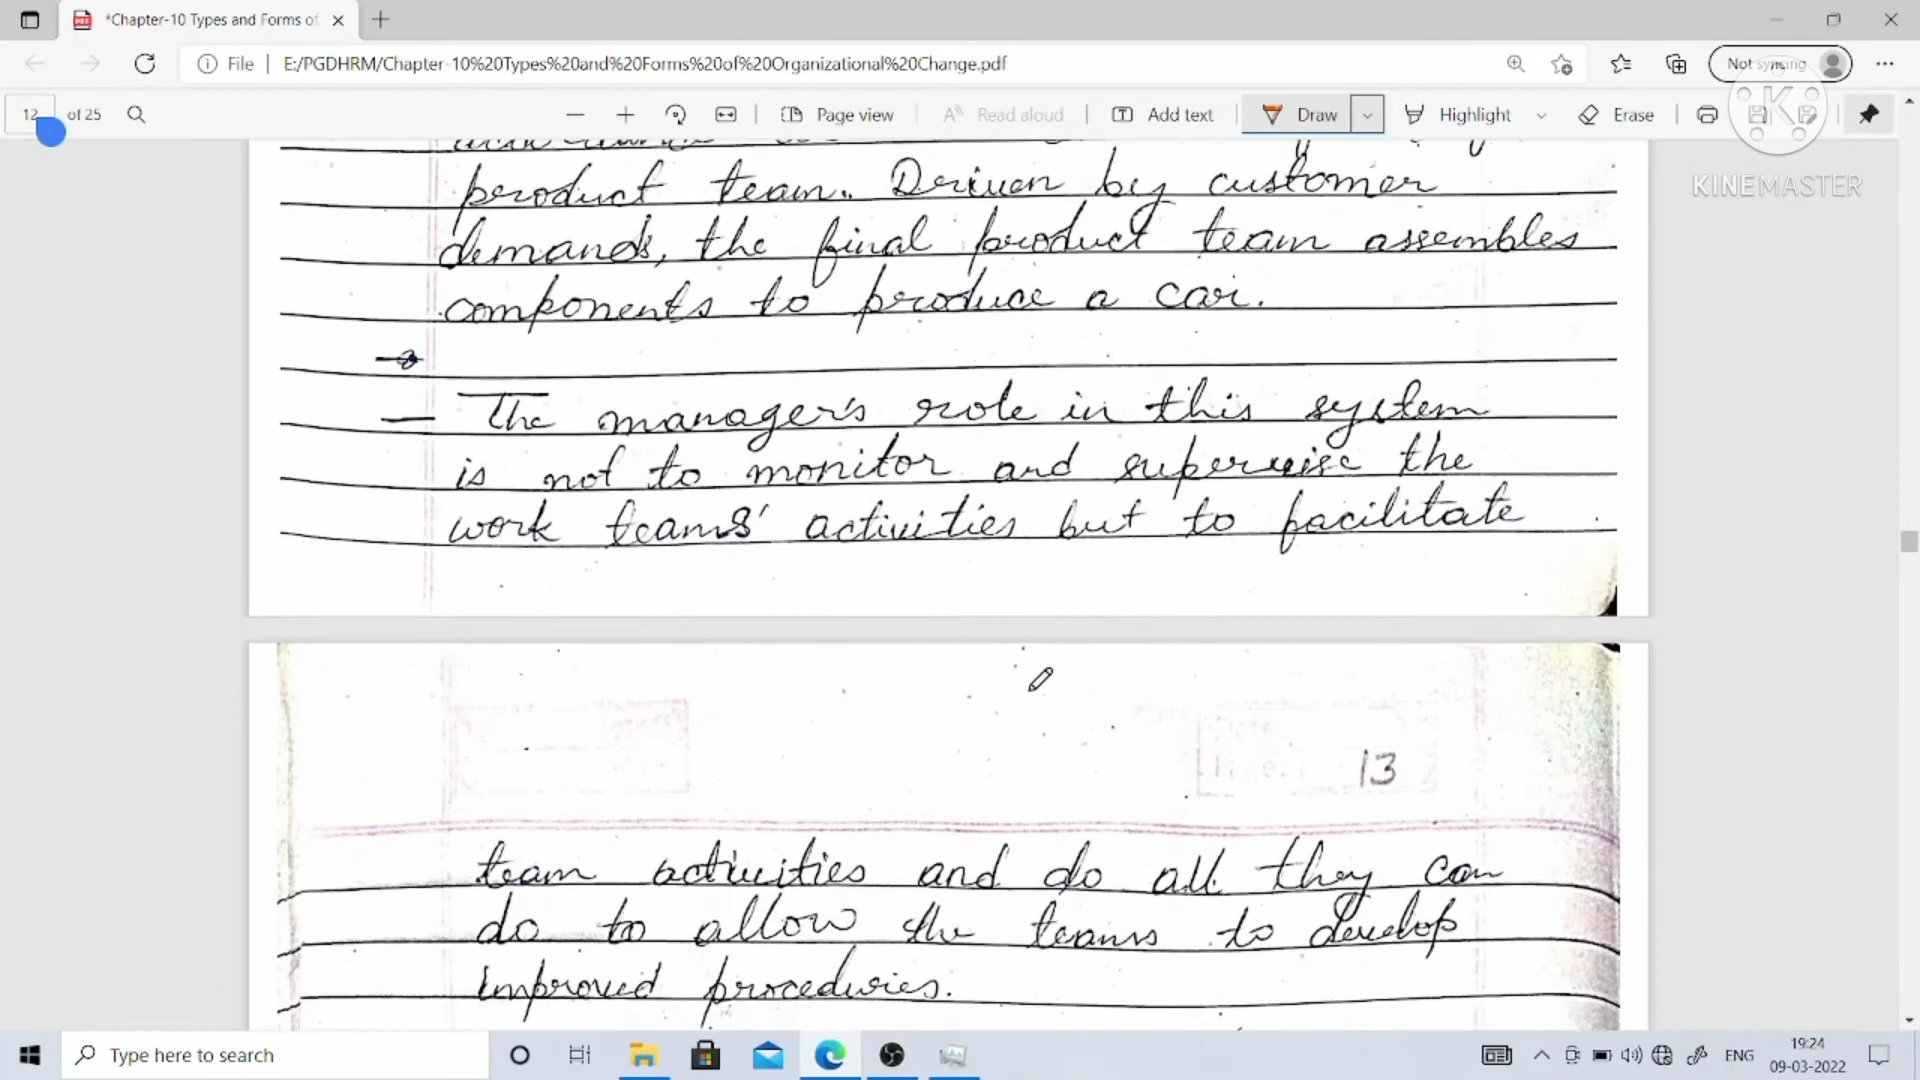 *Chapter-10 Types and Forms of
File
E:/PGDHRM/Chapter-10%20Types%20and%20Forms%20of%20Organizational%20Change.pdf
Not syncing
12 of 25
Page view
Read aloud
Add text
Draw
Highlight
Erase
K
KINEMASTER
product team. Driven by customer
demands, the final product team assembles
components to produce a car.
— The manager's role in this system
is not to monitor and supervise the
work teams' activities but to facilitate
13
team activities and do all they can
do to allow the teams to develop
improved procedures.
Type here to search
ENG
19:24
09-03-2022